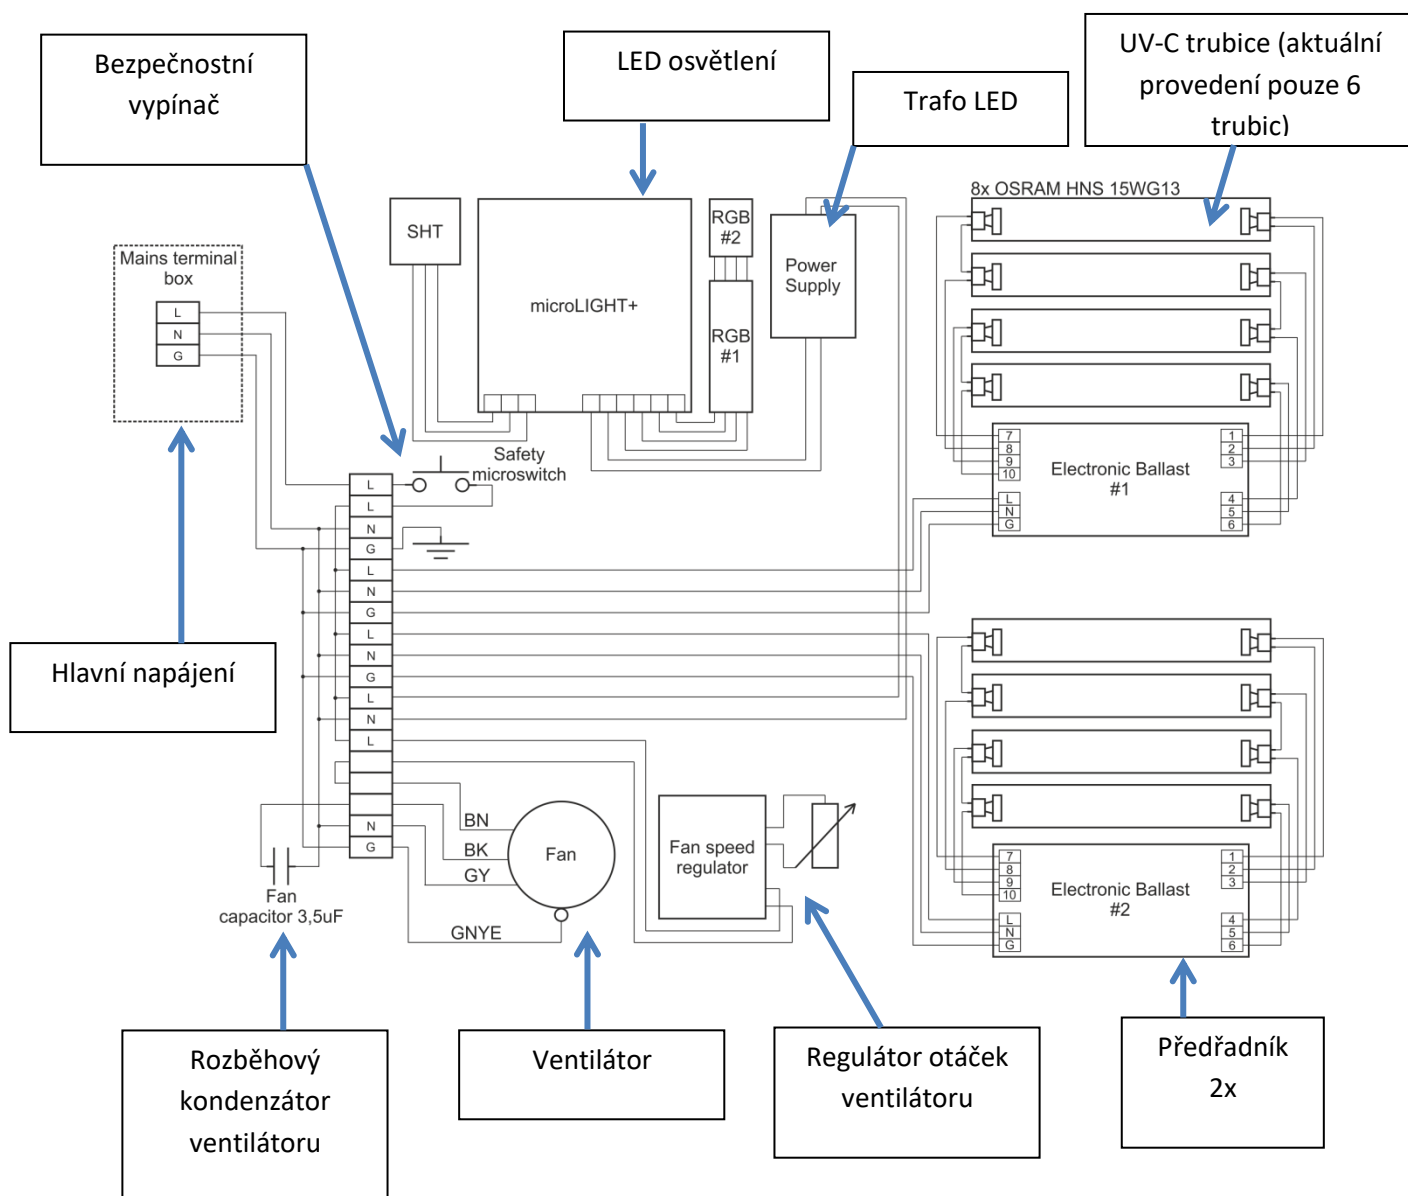 Bezpečnostní
vypínač
LED osvětlení
Trafo LED
UV-C trubice (aktuální
provedení pouze 6
trubic)
8x OSRAM HNS 15WG13
Mains terminal
box
L
N
G
SHT
microLIGHT+
RGB
#2
RGB
#1
Power
Supply
Safety
microswitch
7
8
9
10
L
N
G
Electronic Ballast
#1
1
2
3
4
5
6
L
L
N
G
L
N
G
L
N
G
L
N
L
N
G
Hlavní napájení
Fan
capacitor 3,5uF
BN
BK
GY
GNYE
Fan
Fan speed
regulator
7
8
9
10
L
N
G
Electronic Ballast
#2
1
2
3
4
5
6
Rozběhový
kondenzátor
ventilátoru
Ventilátor
Regulátor otáček
ventilátoru
Předřadník
2x